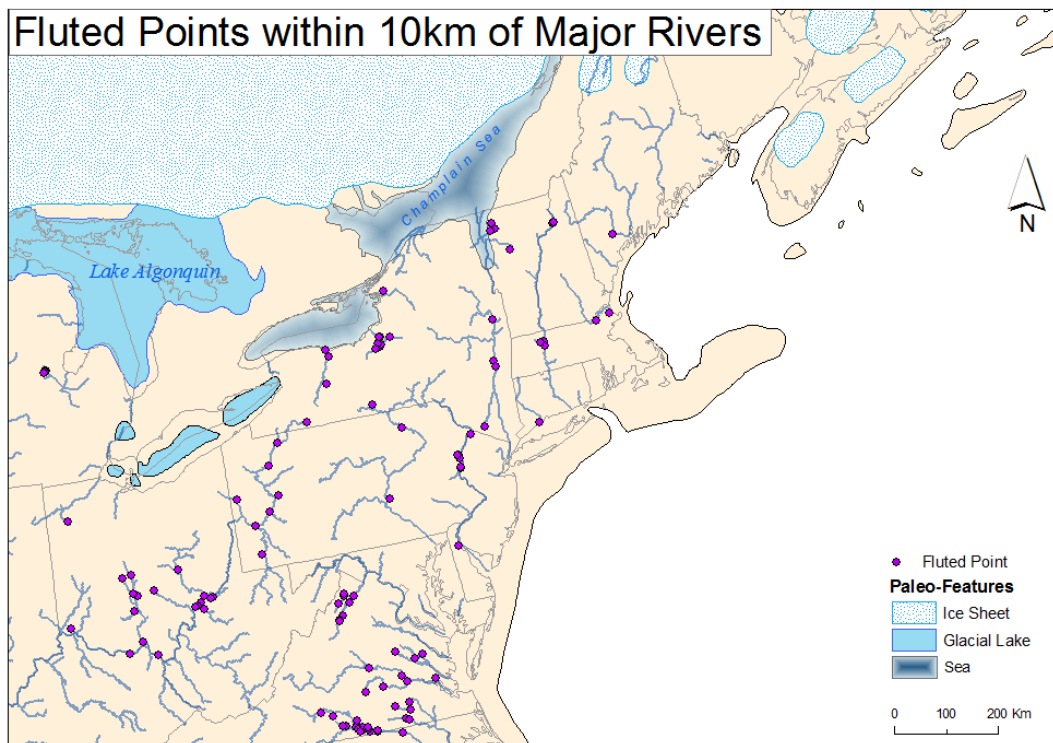 Fluted Points within 10km of Major Rivers
Champlain Sea
Lake Algonquin
N
Fluted Point
Paleo-Features
Ice Sheet
Glacial Lake
Sea
0 100 200 Km